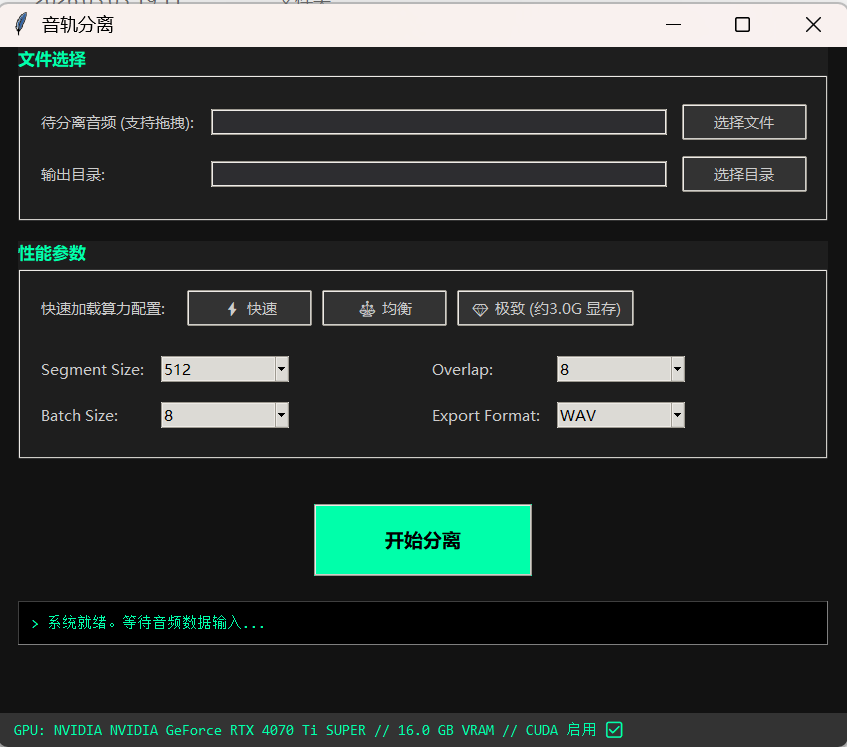 音轨分离
文件选择
待分离音频 (支持拖拽): 选择文件
输出目录: 选择目录
性能参数
快速加载算力配置: 快速 均衡 极致 (约3.0G 显存)
Segment Size: 512 Overlap: 8
Batch Size: 8 Export Format: WAV
开始分离
> 系统就绪。等待音频数据输入...
GPU: NVIDIA NVIDIA GeForce RTX 4070 Ti SUPER // 16.0 GB VRAM // CUDA 启用